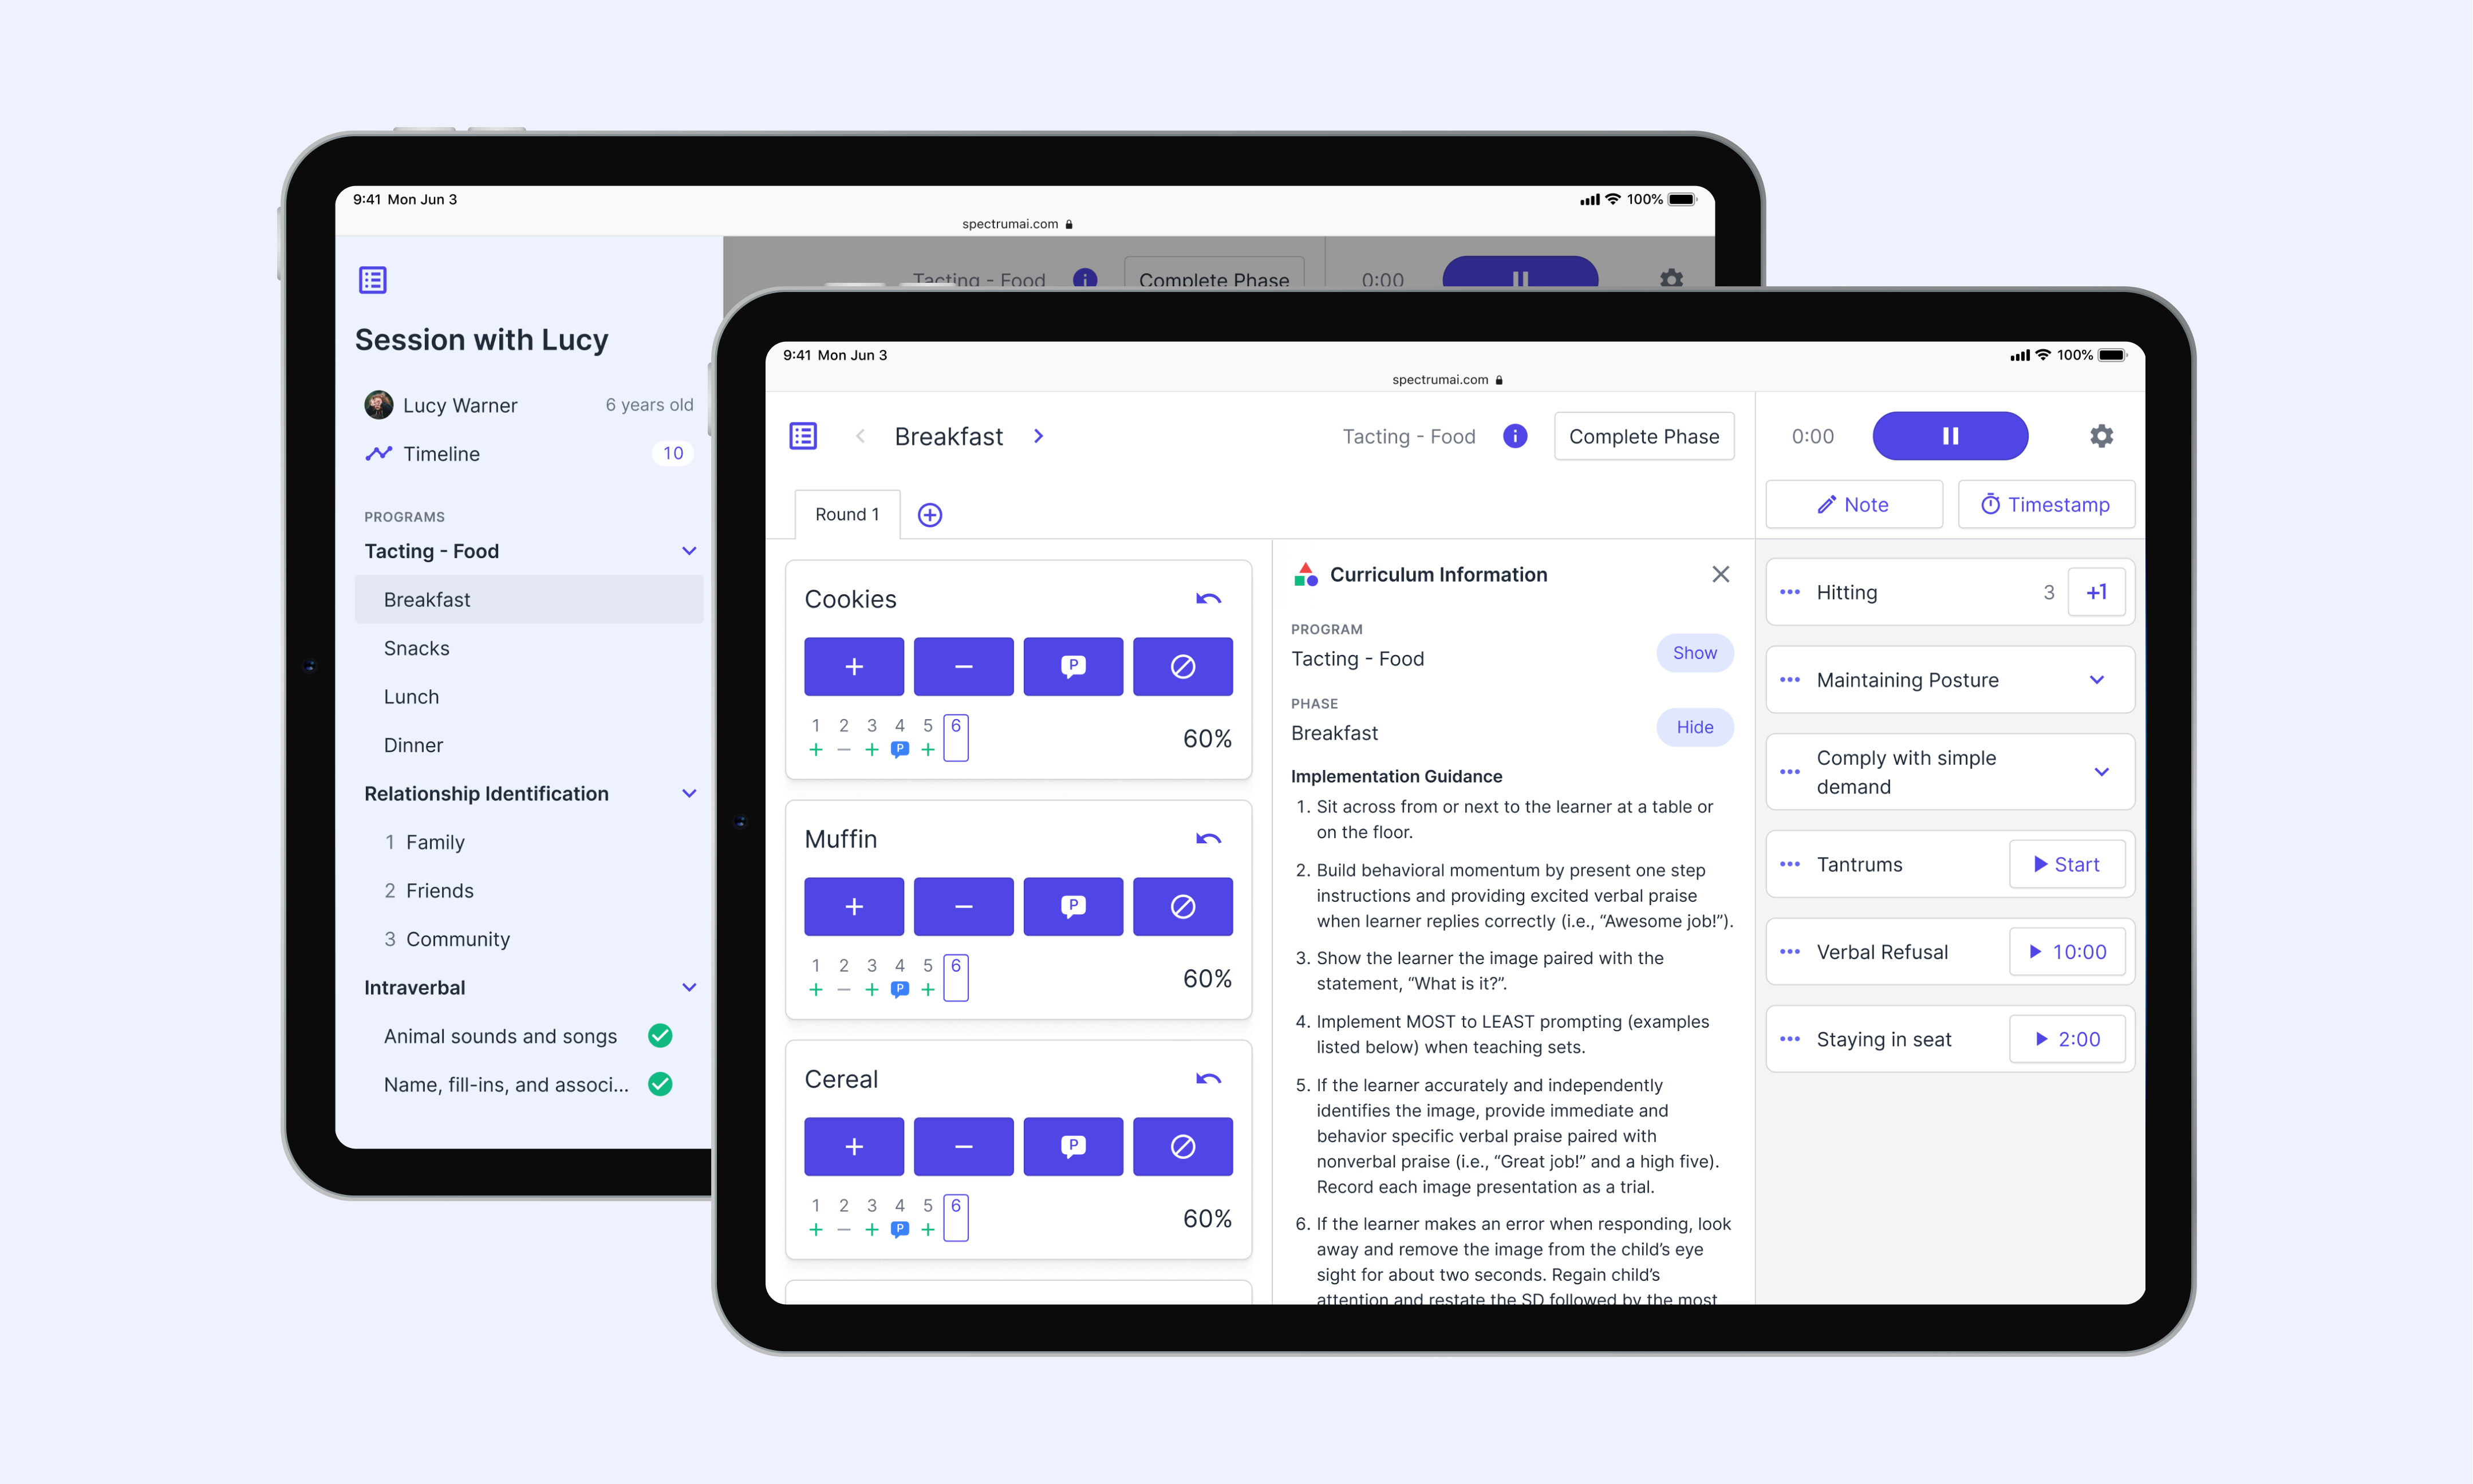 9:41 Mon Jun 3
100%
spectrumai.com
Session with Lucy
Lucy Warner 6 years old
Timeline 10
PROGRAMS
Tacting - Food
Breakfast
Snacks
Lunch
Dinner
Relationship Identification
1 Family
2 Friends
3 Community
Intraverbal
Animal sounds and songs
Name, fill-ins, and associ...
Tacting - Food
Complete Phase
0:00
9:41 Mon Jun 3
100%
spectrumai.com
Breakfast
Tacting - Food
Complete Phase
0:00
Round 1
Note
Timestamp
Cookies
+ − P
1 2 3 4 5 6
+ − + P +
60%
Muffin
+ − P
1 2 3 4 5 6
+ − + P +
60%
Cereal
+ − P
1 2 3 4 5 6
+ − + P +
60%
Curriculum Information
PROGRAM
Tacting - Food
Show
PHASE
Breakfast
Hide
Implementation Guidance
1. Sit across from or next to the learner at a table or
on the floor.
2. Build behavioral momentum by present one step
instructions and providing excited verbal praise
when learner replies correctly (i.e., “Awesome job!”).
3. Show the learner the image paired with the
statement, “What is it?”.
4. Implement MOST to LEAST prompting (examples
listed below) when teaching sets.
5. If the learner accurately and independently
identifies the image, provide immediate and
behavior specific verbal praise paired with
nonverbal praise (i.e., “Great job!” and a high five).
Record each image presentation as a trial.
6. If the learner makes an error when responding, look
away and remove the image from the child’s eye
sight for about two seconds. Regain child’s
attention and restate the SD followed by the most
Hitting 3 +1
Maintaining Posture
Comply with simple
demand
Tantrums Start
Verbal Refusal 10:00
Staying in seat 2:00